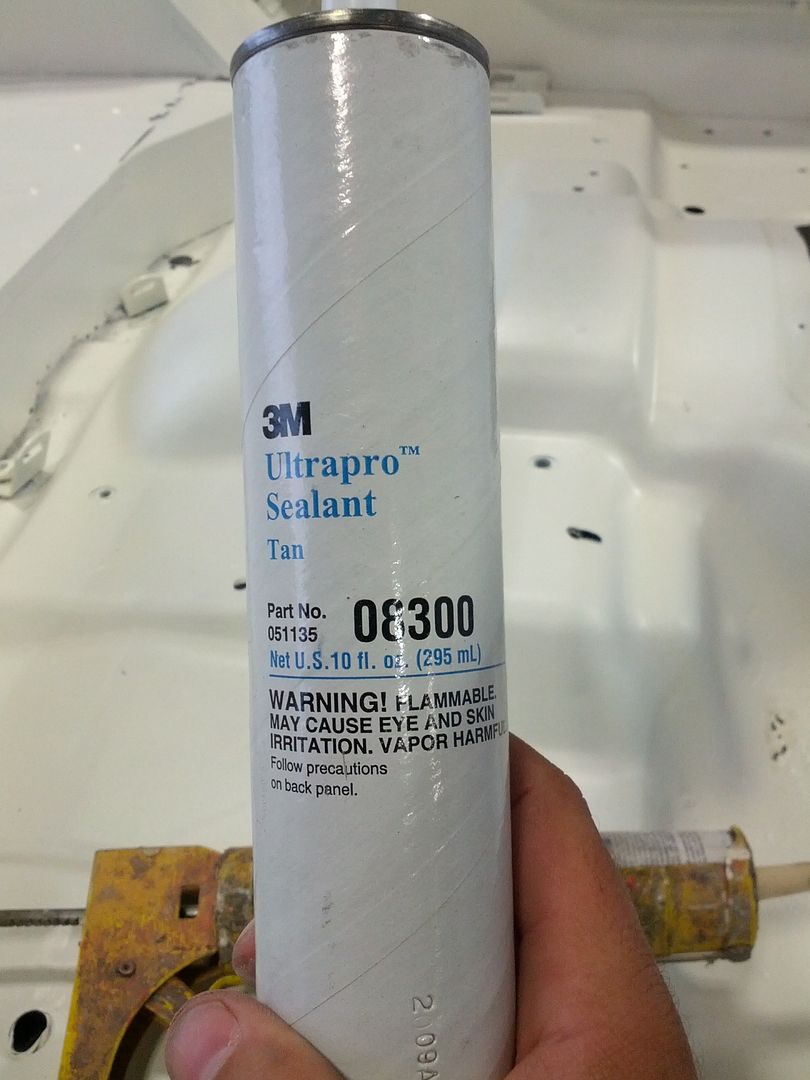 3M
Ultrapro™
Sealant
Tan
Part No. 08300
051135
Net U.S.10 fl. oz. (295 mL)
WARNING! FLAMMABLE.
MAY CAUSE EYE AND SKIN
IRRITATION. VAPOR HARMFUL
Follow precautions
on back panel.